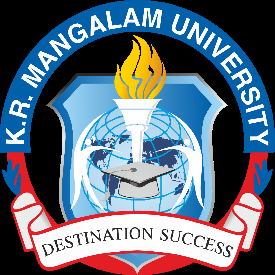 K.R. MANGALAM UNIVERSITY
DESTINATION SUCCESS